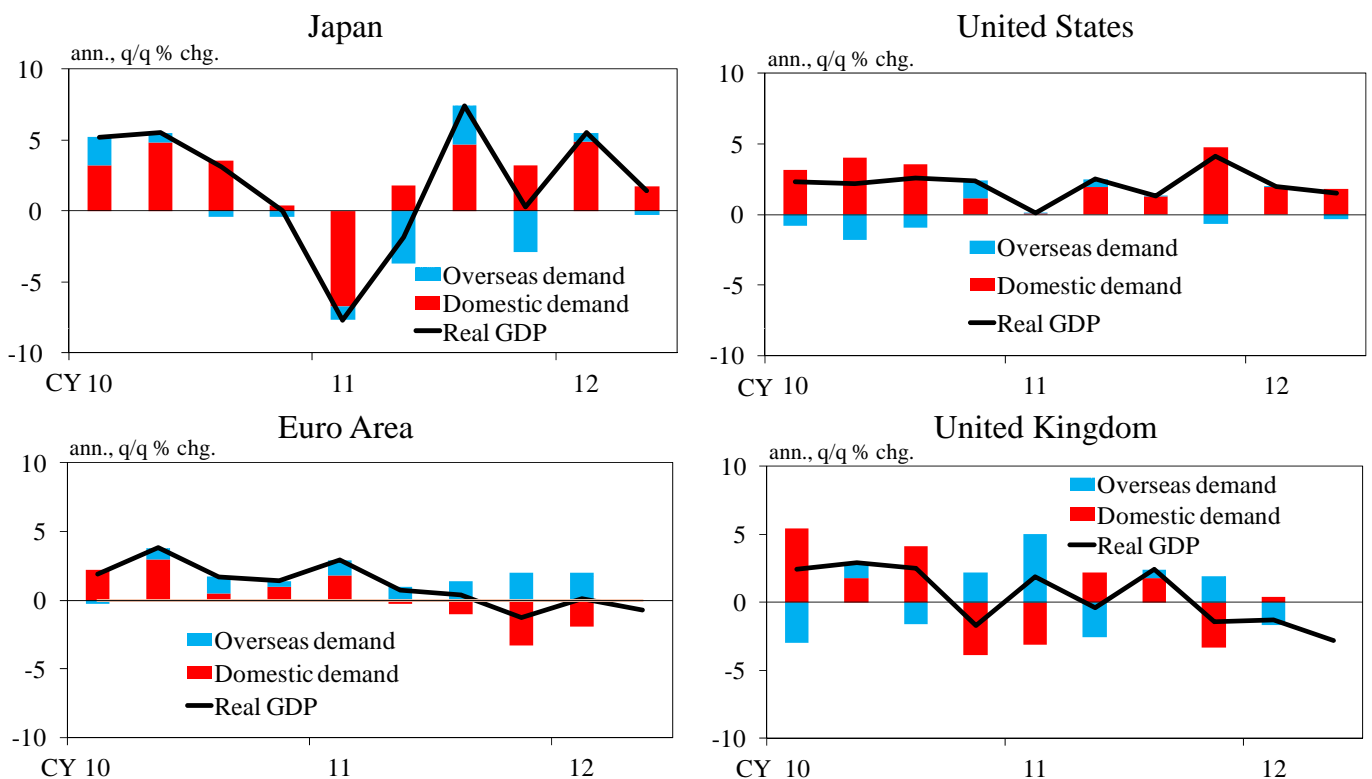 Japan
ann., q/q % chg.
10
5
0
-5
-10
Overseas demand
Domestic demand
Real GDP
CY 10 11 12
United States
ann., q/q % chg.
10
5
0
-5
-10
Overseas demand
Domestic demand
Real GDP
CY 10 11 12
Euro Area
ann., q/q % chg.
10
5
0
-5
-10
Overseas demand
Domestic demand
Real GDP
CY 10 11 12
United Kingdom
ann., q/q % chg.
10
5
0
-5
-10
Overseas demand
Domestic demand
Real GDP
CY 10 11 12